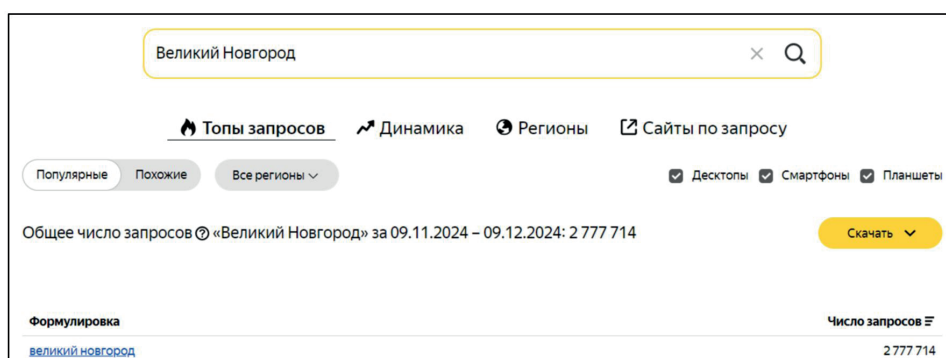 Великий Новгород
Топы запросов Динамика Регионы Сайты по запросу
Популярные Похожие Все регионы Десктопы Смартфоны Планшеты
Общее число запросов «Великий Новгород» за 09.11.2024 – 09.12.2024: 2 777 714 Скачать
Формулировка Число запросов
великий новгород 2 777 714